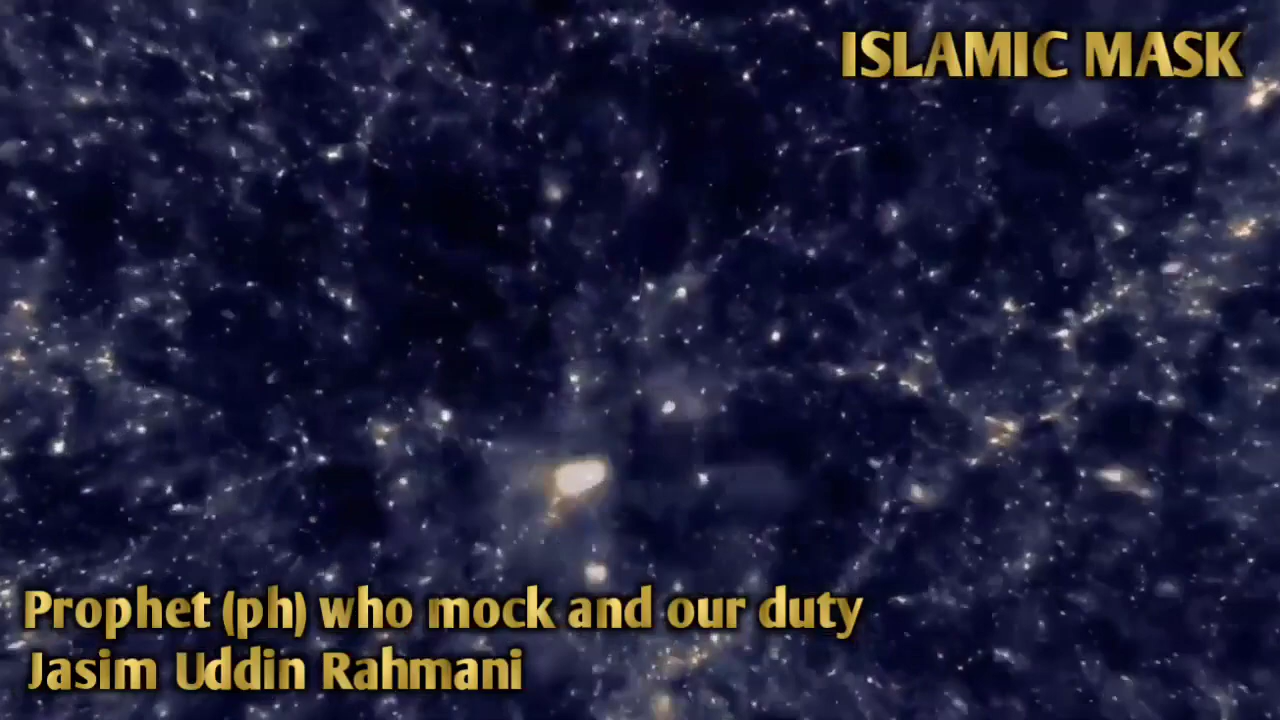 ISLAMIC MASK
Prophet (ph) who mock and our duty
Jasim Uddin Rahmani